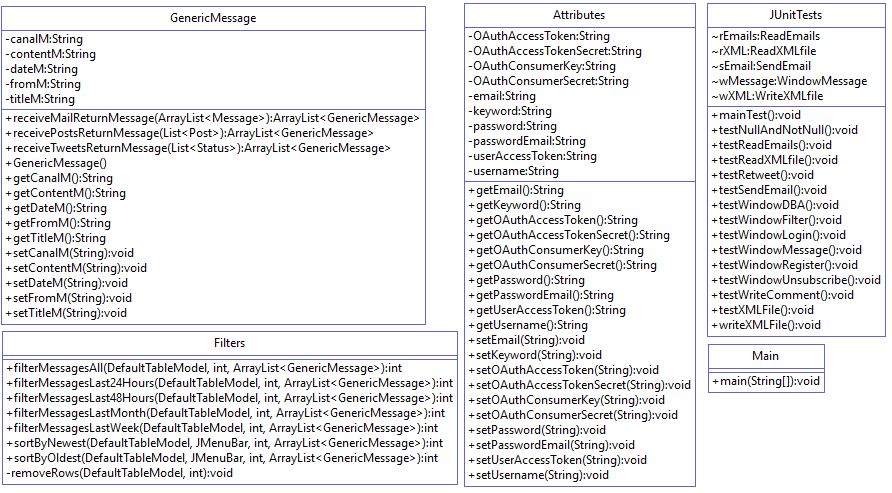 GenericMessage
-canalM:String
-contentM:String
-dateM:String
-fromM:String
-titleM:String
+receiveMailReturnMessage(ArrayList<Message>):ArrayList<GenericMessage>
+receivePostsReturnMessage(List<Post>):ArrayList<GenericMessage>
+receiveTweetsReturnMessage(List<Status>):ArrayList<GenericMessage>
+GenericMessage()
+getCanalM():String
+getContentM():String
+getDateM():String
+getFromM():String
+getTitleM():String
+setCanalM(String):void
+setContentM(String):void
+setDateM(String):void
+setFromM(String):void
+setTitleM(String):void
Filters
+filterMessagesAll(DefaultTableModel, int, ArrayList<GenericMessage>):int
+filterMessagesLast24Hours(DefaultTableModel, int, ArrayList<GenericMessage>):int
+filterMessagesLast48Hours(DefaultTableModel, int, ArrayList<GenericMessage>):int
+filterMessagesLastMonth(DefaultTableModel, int, ArrayList<GenericMessage>):int
+filterMessagesLastWeek(DefaultTableModel, int, ArrayList<GenericMessage>):int
+sortByNewest(DefaultTableModel, JMenuBar, int, ArrayList<GenericMessage>):int
+sortByOldest(DefaultTableModel, JMenuBar, int, ArrayList<GenericMessage>):int
-removeRows(DefaultTableModel, int):void
Attributes
-OAuthAccessToken:String
-OAuthAccessTokenSecret:String
-OAuthConsumerKey:String
-OAuthConsumerSecret:String
-email:String
-keyword:String
-password:String
-passwordEmail:String
-userAccessToken:String
-username:String
+getEmail():String
+getKeyword():String
+getOAuthAccessToken():String
+getOAuthAccessTokenSecret():String
+getOAuthConsumerKey():String
+getOAuthConsumerSecret():String
+getPassword():String
+getPasswordEmail():String
+getUserAccessToken():String
+getUsername():String
+setEmail(String):void
+setKeyword(String):void
+setOAuthAccessToken(String):void
+setOAuthAccessTokenSecret(String):void
+setOAuthConsumerKey(String):void
+setOAuthConsumerSecret(String):void
+setPassword(String):void
+setPasswordEmail(String):void
+setUserAccessToken(String):void
+setUsername(String):void
JUnitTests
~rEmails:ReadEmails
~rXML:ReadXMLfile
~sEmail:SendEmail
~wMessage:WindowMessage
~wXML:WriteXMLfile
+mainTest():void
+testNullAndNotNull():void
+testReadEmails():void
+testReadXMLfile():void
+testRetweet():void
+testSendEmail():void
+testWindowDBA():void
+testWindowFilter():void
+testWindowLogin():void
+testWindowMessage():void
+testWindowRegister():void
+testWindowUnsubscribe():void
+testWriteComment():void
+testXMLFile():void
+writeXMLFile():void
Main
+main(String[]):void